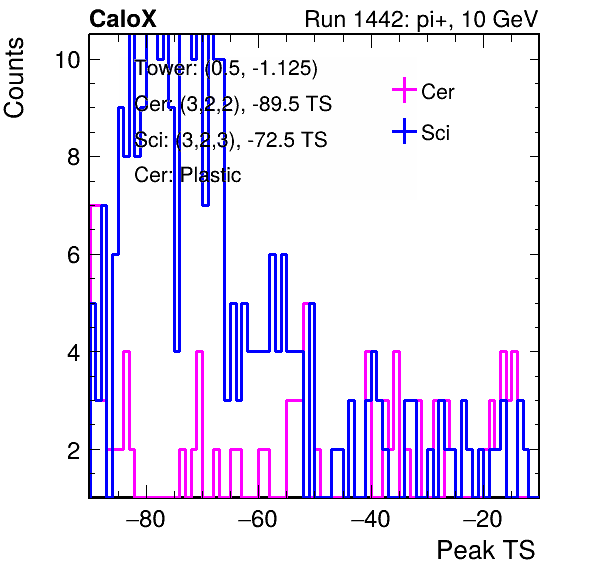 CaloX Run 1442: pi+, 10 GeV
Counts
10
8
6
4
2
Tower: (0.5, -1.125)
Cer: (3,2,2), -89.5 TS
Sci: (3,2,3), -72.5 TS
Cer: Plastic
Cer
Sci
−80 −60 −40 −20
Peak TS